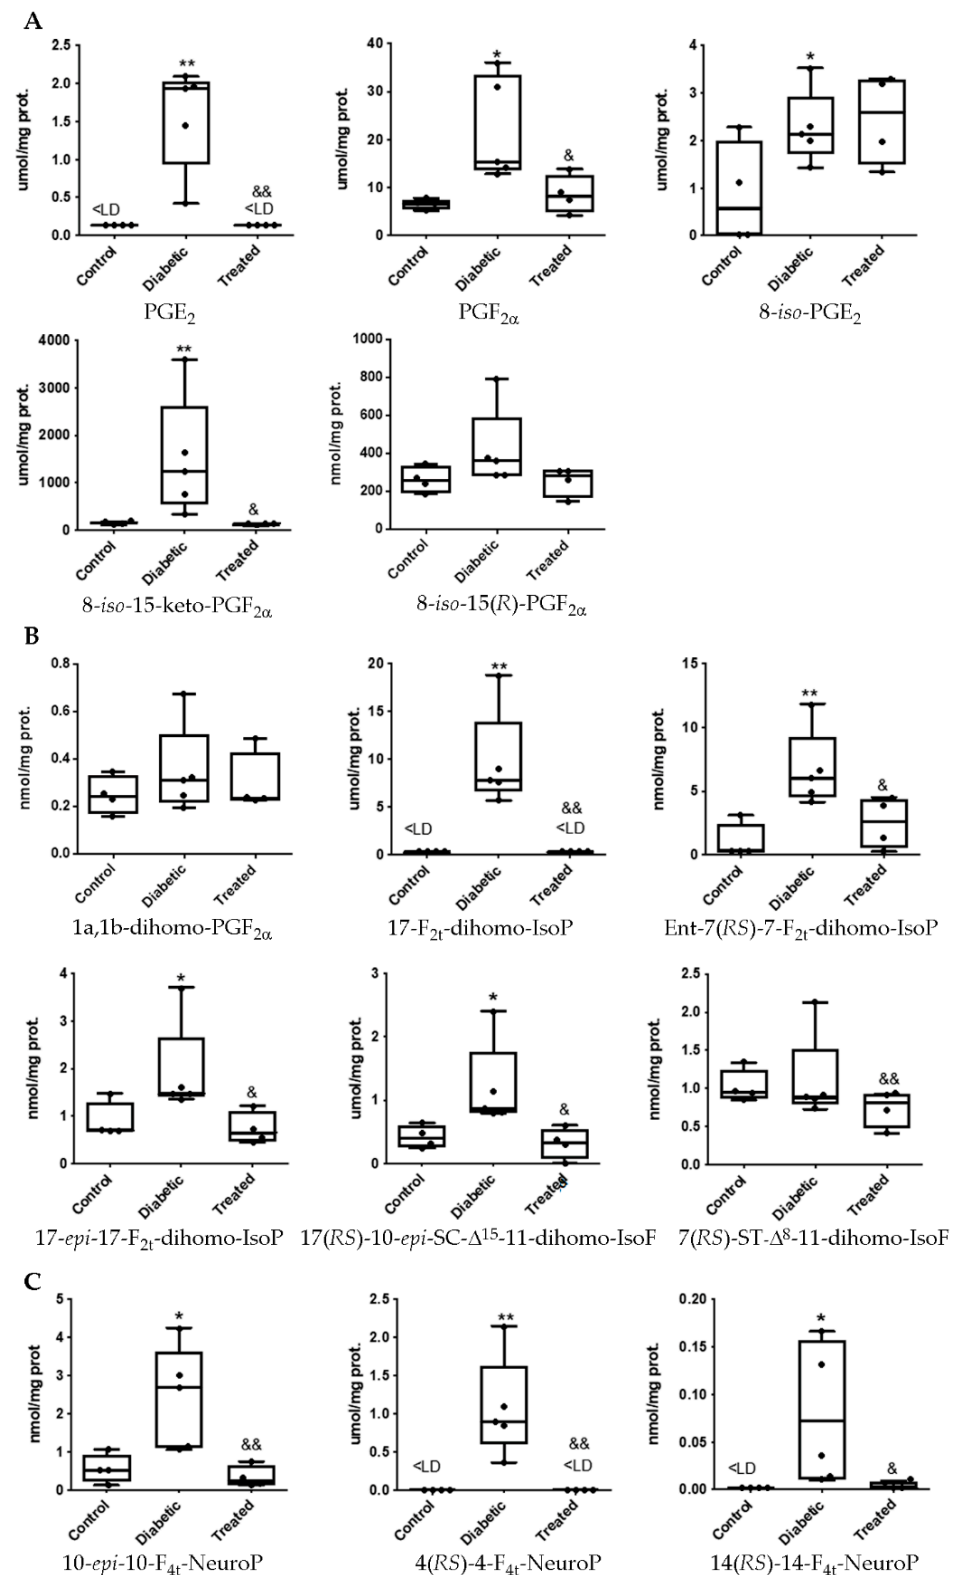 A
2.5
2.0
1.5
1.0
0.5
0.0
umol/mg prot.
<LD
**
&&
<LD
Control
Diabetic
Treated
PGE2
40
30
20
10
0
umol/mg prot.
*
&
Control
Diabetic
Treated
PGF2α
4
3
2
1
0
umol/mg prot.
*
Control
Diabetic
Treated
8-iso-PGE2
4000
3000
2000
1000
0
umol/mg prot.
**
&
Control
Diabetic
Treated
8-iso-15-keto-PGF2α
1000
800
600
400
200
0
nmol/mg prot.
Control
Diabetic
Treated
8-iso-15(R)-PGF2α
B
0.8
0.6
0.4
0.2
0.0
nmol/mg prot.
Control
Diabetic
Treated
1a,1b-dihomo-PGF2α
20
15
10
5
0
umol/mg prot.
<LD
**
&&
<LD
Control
Diabetic
Treated
17-F2t-dihomo-IsoP
15
10
5
0
nmol/mg prot.
**
&
Control
Diabetic
Treated
Ent-7(RS)-7-F2t-dihomo-IsoP
4
3
2
1
0
nmol/mg prot.
*
&
Control
Diabetic
Treated
17-epi-17-F2t-dihomo-IsoP
3
2
1
0
umol/mg prot.
*
&
Control
Diabetic
Treated
17(RS)-10-epi-SC-Δ15-11-dihomo-IsoF
2.5
2.0
1.5
1.0
0.5
0.0
nmol/mg prot.
&&
Control
Diabetic
Treated
7(RS)-ST-Δ8-11-dihomo-IsoF
C
5
4
3
2
1
0
nmol/mg prot
*
&&
Control
Diabetic
Treated
10-epi-10-F4t-NeuroP
2.5
2.0
1.5
1.0
0.5
0.0
umol/mg prot.
<LD
**
&&
<LD
Control
Diabetic
Treated
4(RS)-4-F4t-NeuroP
0.20
0.15
0.10
0.05
0.00
nmol/mg prot
<LD
*
&
Control
Diabetic
Treated
14(RS)-14-F4t-NeuroP